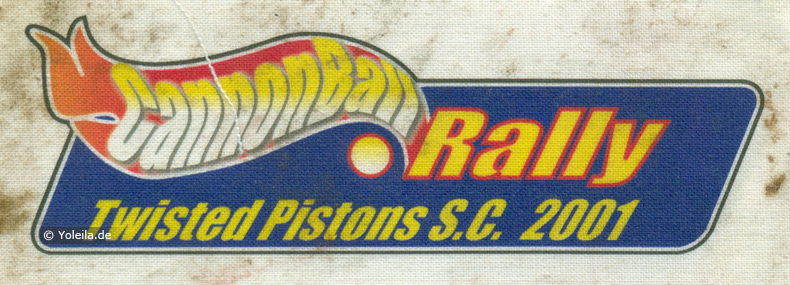 CannonBall
Rally
Twisted Pistons S.C. 2001
© Yoleila.de